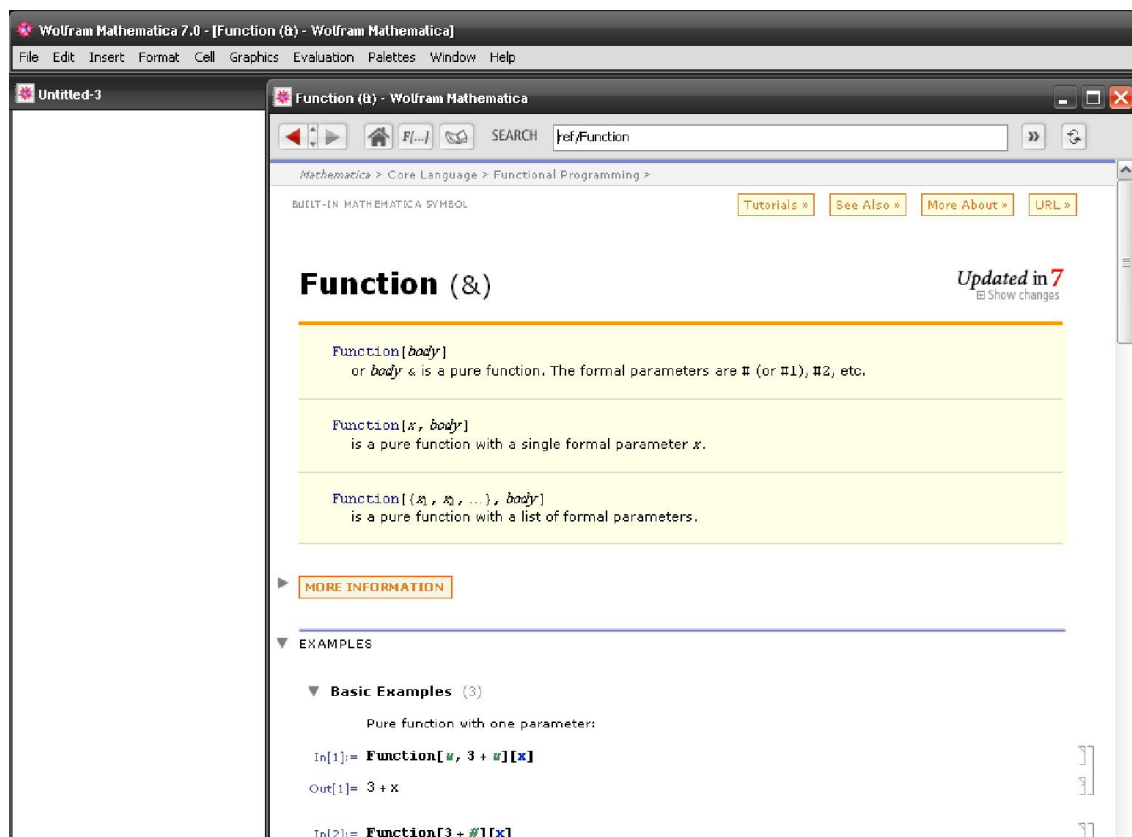 Wolfram Mathematica 7.0 - [Function (&) - Wolfram Mathematica]
File Edit Insert Format Cell Graphics Evaluation Palettes Window Help
Untitled-3
Function (&) - Wolfram Mathematica
F[...] SEARCH ref/Function »
Mathematica > Core Language > Functional Programming >
BUILT-IN MATHEMATICA SYMBOL
Tutorials » See Also » More About » URL »
Function (&)
Updated in 7
Show changes
Function[body]
or body & is a pure function. The formal parameters are # (or #1), #2, etc.
Function[x, body]
is a pure function with a single formal parameter x.
Function[{x1, x2, ...}, body]
is a pure function with a list of formal parameters.
MORE INFORMATION
EXAMPLES
Basic Examples (3)
Pure function with one parameter:
In[1]:= Function[u, 3 + u][x]
Out[1]= 3 + x
In[2]:= Function[3 + #][x]